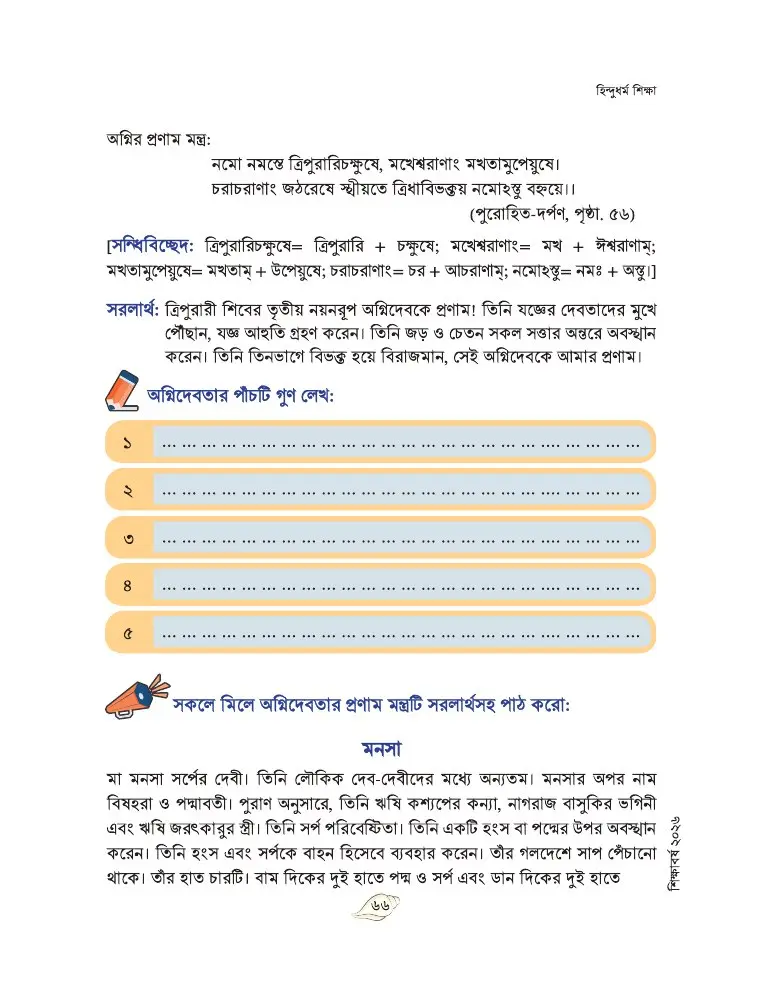 হিন্দুধর্ম শিক্ষা
অগ্নির প্রণাম মন্ত্র:
নমো নমস্তে ত্রিপুরারিচক্ষুষে, মখেশ্বরাণাং মখতামুপেয়ুষে।
চরাচরাণাং জঠরেষে স্থীয়তে ত্রিধাবিভক্তায় নমোঽস্তু বহ্নয়ে।।
(পুরোহিত-দর্পণ, পৃষ্ঠা. ৫৬)
[সন্ধিবিচ্ছেদ: ত্রিপুরারিচক্ষুষে= ত্রিপুরারি + চক্ষুষে; মখেশ্বরাণাং= মখ + ঈশ্বরাণাম্;
মখতামুপেয়ুষে= মখতাম্ + উপেয়ুষে; চরাচরাণাং= চর + আচরাণাম্; নমোঽস্তু= নমঃ + অস্তু।]
সরলার্থ: ত্রিপুরারী শিবের তৃতীয় নয়নরূপ অগ্নিদেবকে প্রণাম! তিনি যজ্ঞের দেবতাদের মুখে
পৌঁছান, যজ্ঞ আহুতি গ্রহণ করেন। তিনি জড় ও চেতন সকল সত্তার অন্তরে অবস্থান
করেন। তিনি তিনভাগে বিভক্ত হয়ে বিরাজমান, সেই অগ্নিদেবকে আমার প্রণাম।
অগ্নিদেবতার পাঁচটি গুণ লেখ:
১ ... ... ... ... ... ... ... ... ... ... ... ... ... ... ... ... ... ... ... .... ... ... ... ...
২ ... ... ... ... ... ... ... ... ... ... ... ... ... ... ... ... ... ... ... .... ... ... ... ...
৩ ... ... ... ... ... ... ... ... ... ... ... ... ... ... ... ... ... ... ... .... ... ... ... ...
৪ ... ... ... ... ... ... ... ... ... ... ... ... ... ... ... ... ... ... ... .... ... ... ... ...
৫ ... ... ... ... ... ... ... ... ... ... ... ... ... ... ... ... ... ... ... .... ... ... ... ...
সকলে মিলে অগ্নিদেবতার প্রণাম মন্ত্রটি সরলার্থসহ পাঠ করো:
মনসা
মা মনসা সর্পের দেবী। তিনি লৌকিক দেব-দেবীদের মধ্যে অন্যতম। মনসার অপর নাম
বিষহরা ও পদ্মাবতী। পুরাণ অনুসারে, তিনি ঋষি কশ্যপের কন্যা, নাগরাজ বাসুকির ভগিনী
এবং ঋষি জরৎকারুর স্ত্রী। তিনি সর্প পরিবেষ্টিতা। তিনি একটি হংস বা পদ্মের উপর অবস্থান
করেন। তিনি হংস এবং সর্পকে বাহন হিসেবে ব্যবহার করেন। তাঁর গলদেশে সাপ পেঁচানো
থাকে। তাঁর হাত চারটি। বাম দিকের দুই হাতে পদ্ম ও সর্প এবং ডান দিকের দুই হাতে
৬৬
শিক্ষাবর্ষ ২০২৬